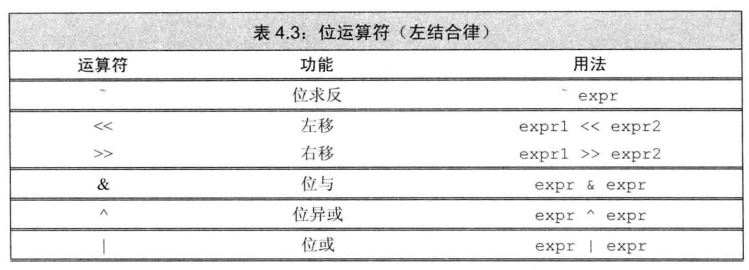 表 4.3：位运算符（左结合律）
运算符 功能 用法
~ 位求反 ~ expr
<< 左移 expr1 << expr2
>> 右移 expr1 >> expr2
& 位与 expr & expr
^ 位异或 expr ^ expr
| 位或 expr | expr